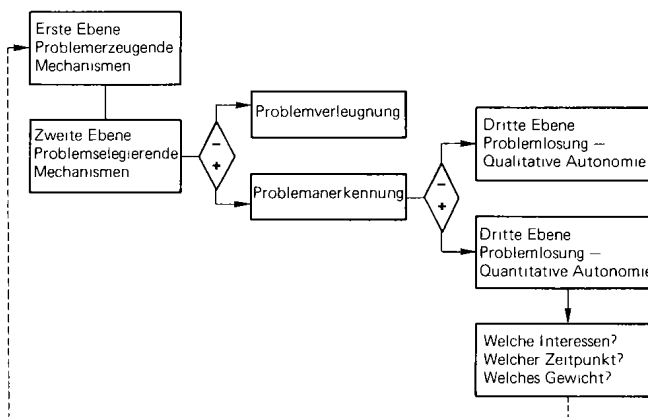 Erste Ebene
Problemerzeugende
Mechanismen
Zweite Ebene
Problemselegierende
Mechanismen
−
+
Problemverleugnung
Problemanerkennung
−
+
Dritte Ebene
Problemlosung −
Qualitative Autonomie
Dritte Ebene
Problemlosung −
Quantitative Autonomie
Welche Interessen?
Welcher Zeitpunkt?
Welches Gewicht?